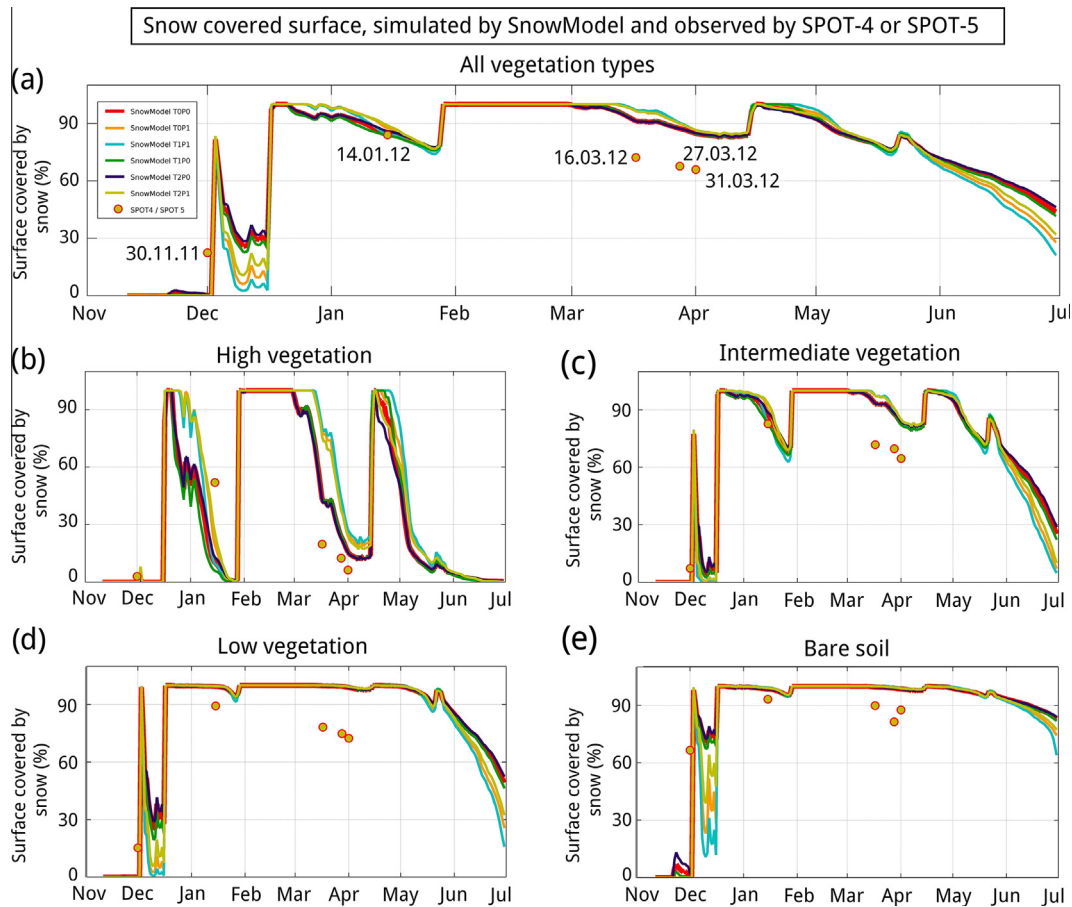 Snow covered surface, simulated by SnowModel and observed by SPOT-4 or SPOT-5
(a)
All vegetation types
Surface covered by
snow (%)
90
60
30
0
SnowModel T0P0
SnowModel T0P1
SnowModel T1P1
SnowModel T1P0
SnowModel T2P0
SnowModel T2P1
SPOT4 / SPOT 5
30.11.11
14.01.12
16.03.12
27.03.12
31.03.12
Nov Dec Jan Feb Mar Apr May Jun Jul
(b)
High vegetation
Surface covered by
snow (%)
90
60
30
0
Nov Dec Jan Feb Mar Apr May Jun Jul
(c)
Intermediate vegetation
Surface covered by
snow (%)
90
60
30
0
Nov Dec Jan Feb Mar Apr May Jun Jul
(d)
Low vegetation
Surface covered by
snow (%)
90
60
30
0
Nov Dec Jan Feb Mar Apr May Jun Jul
(e)
Bare soil
Surface covered by
snow (%)
90
60
30
0
Nov Dec Jan Feb Mar Apr May Jun Jul